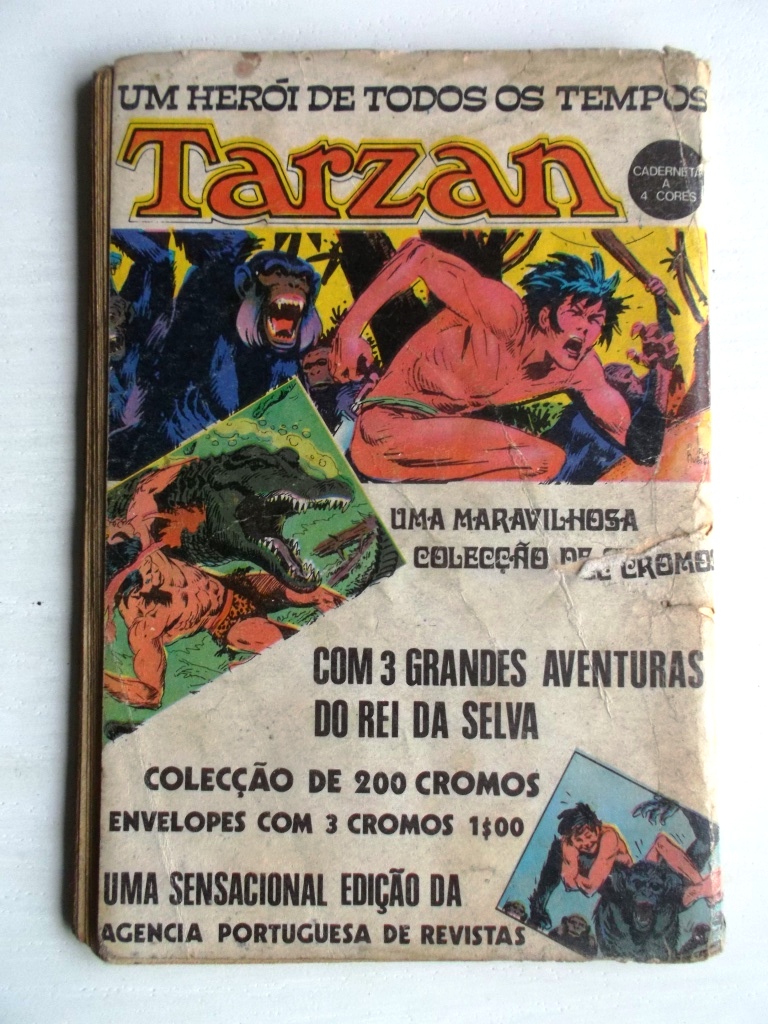 UM HERÓI DE TODOS OS TEMPOS
Tarzan
CADERNETA
A
4 CORES
UMA MARAVILHOSA
COLECÇÃO DE CROMOS
COM 3 GRANDES AVENTURAS
DO REI DA SELVA
COLECÇÃO DE 200 CROMOS
ENVELOPES COM 3 CROMOS 1$00
UMA SENSACIONAL EDIÇÃO DA
AGENCIA PORTUGUESA DE REVISTAS